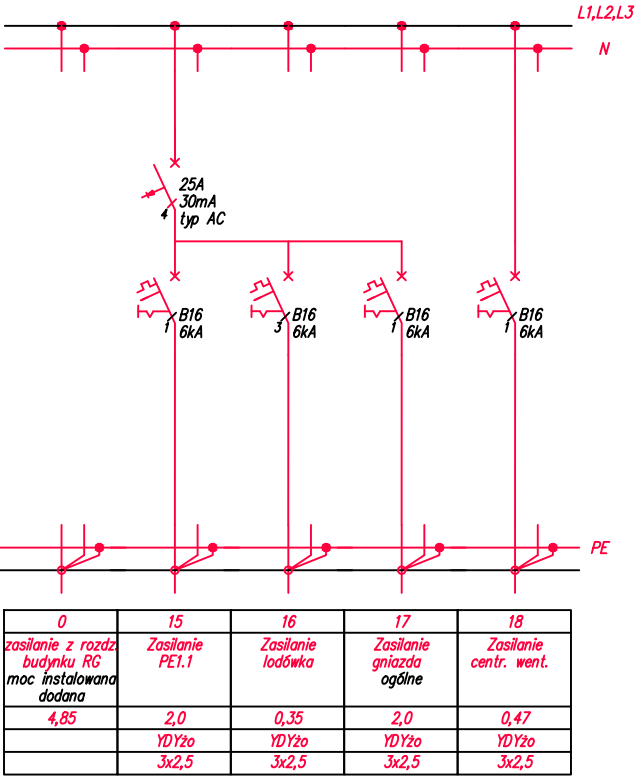 L1,L2,L3
N
25A
30mA
4 typ AC
B16
1 6kA
B16
3 6kA
B16
1 6kA
B16
1 6kA
PE
0 15 16 17 18
zasilanie z rozdz. Zasilanie Zasilanie Zasilanie Zasilanie
budynku RG PE1.1 lodówka gniazda centr. went.
moc instalowana ogólne
dodana
4,85 2,0 0,35 2,0 0,47
YDYżo YDYżo YDYżo YDYżo
3x2,5 3x2,5 3x2,5 3x2,5